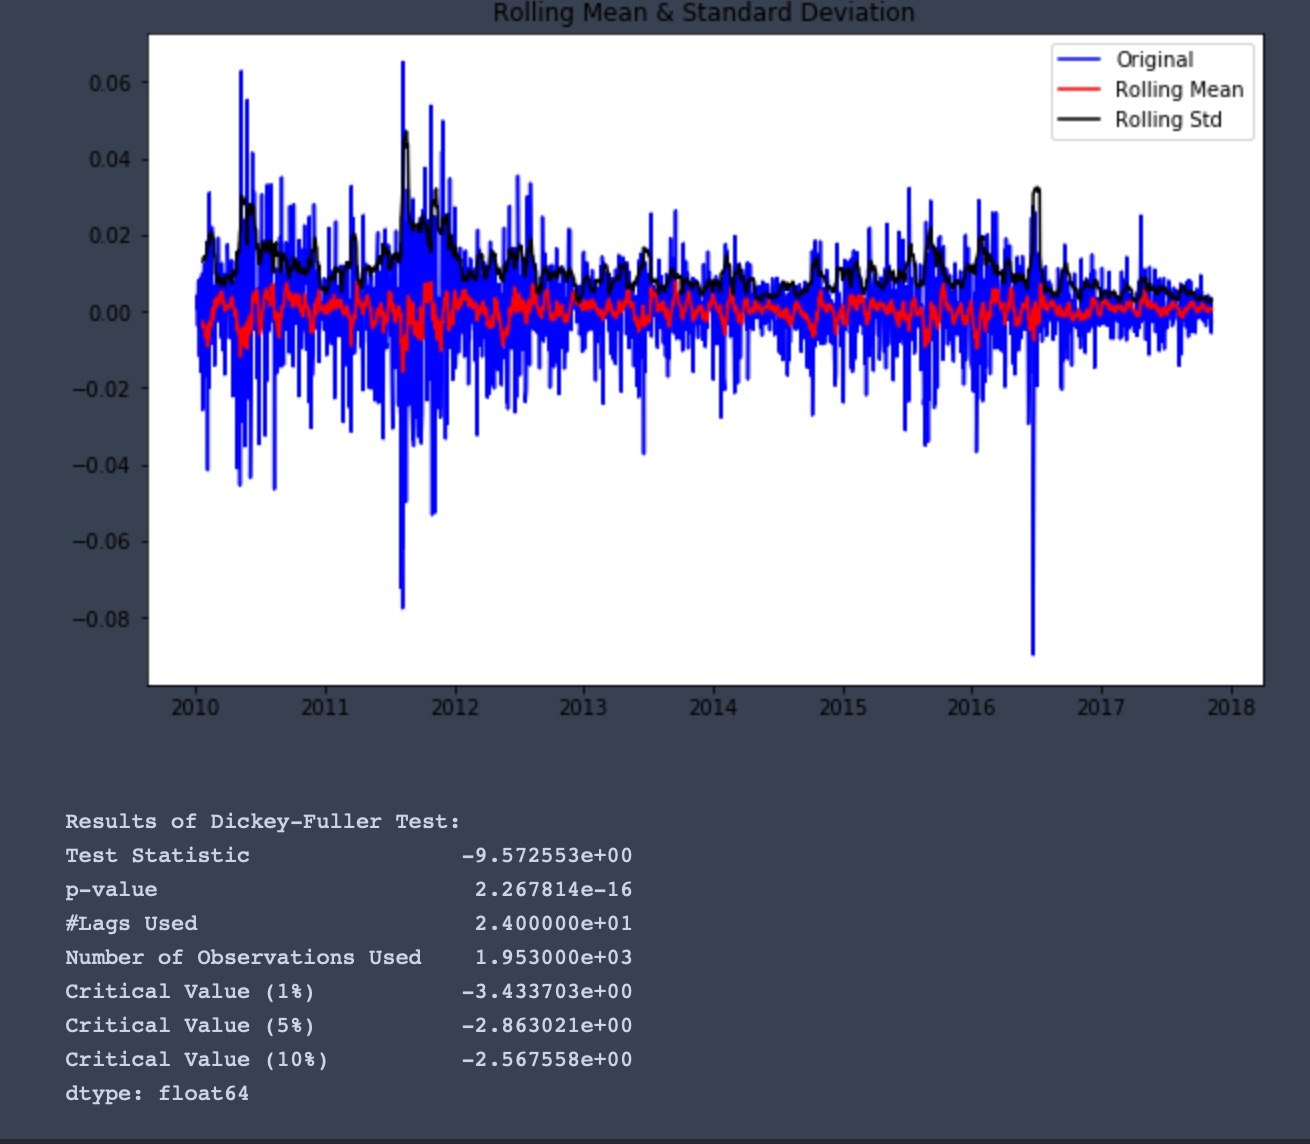 Rolling Mean & Standard Deviation
Original
Rolling Mean
Rolling Std
0.06
0.04
0.02
0.00
−0.02
−0.04
−0.06
−0.08
2010 2011 2012 2013 2014 2015 2016 2017 2018
Results of Dickey-Fuller Test:
Test Statistic -9.572553e+00
p-value 2.267814e-16
#Lags Used 2.400000e+01
Number of Observations Used 1.953000e+03
Critical Value (1%) -3.433703e+00
Critical Value (5%) -2.863021e+00
Critical Value (10%) -2.567558e+00
dtype: float64